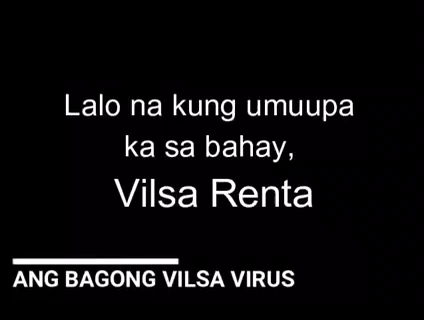 Lalo na kung umuupa
ka sa bahay,
Vilsa Renta
ANG BAGONG VILSA VIRUS